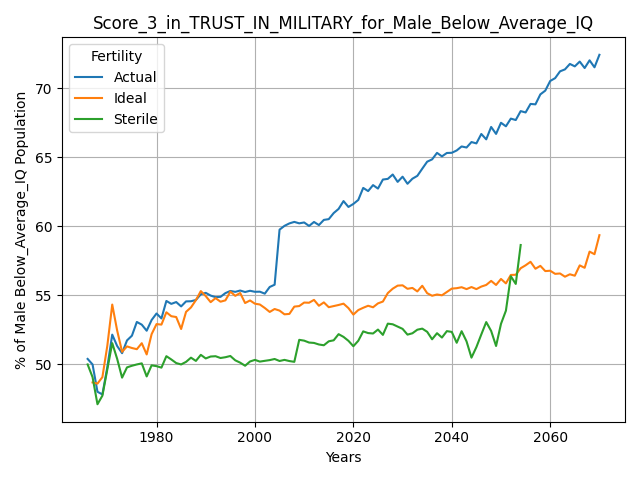 Score_3_in_TRUST_IN_MILITARY_for_Male_Below_Average_IQ
Fertility
Actual
Ideal
Sterile
% of Male Below_Average_IQ Population
70
65
60
55
50
1980
2000
2020
2040
2060
Years